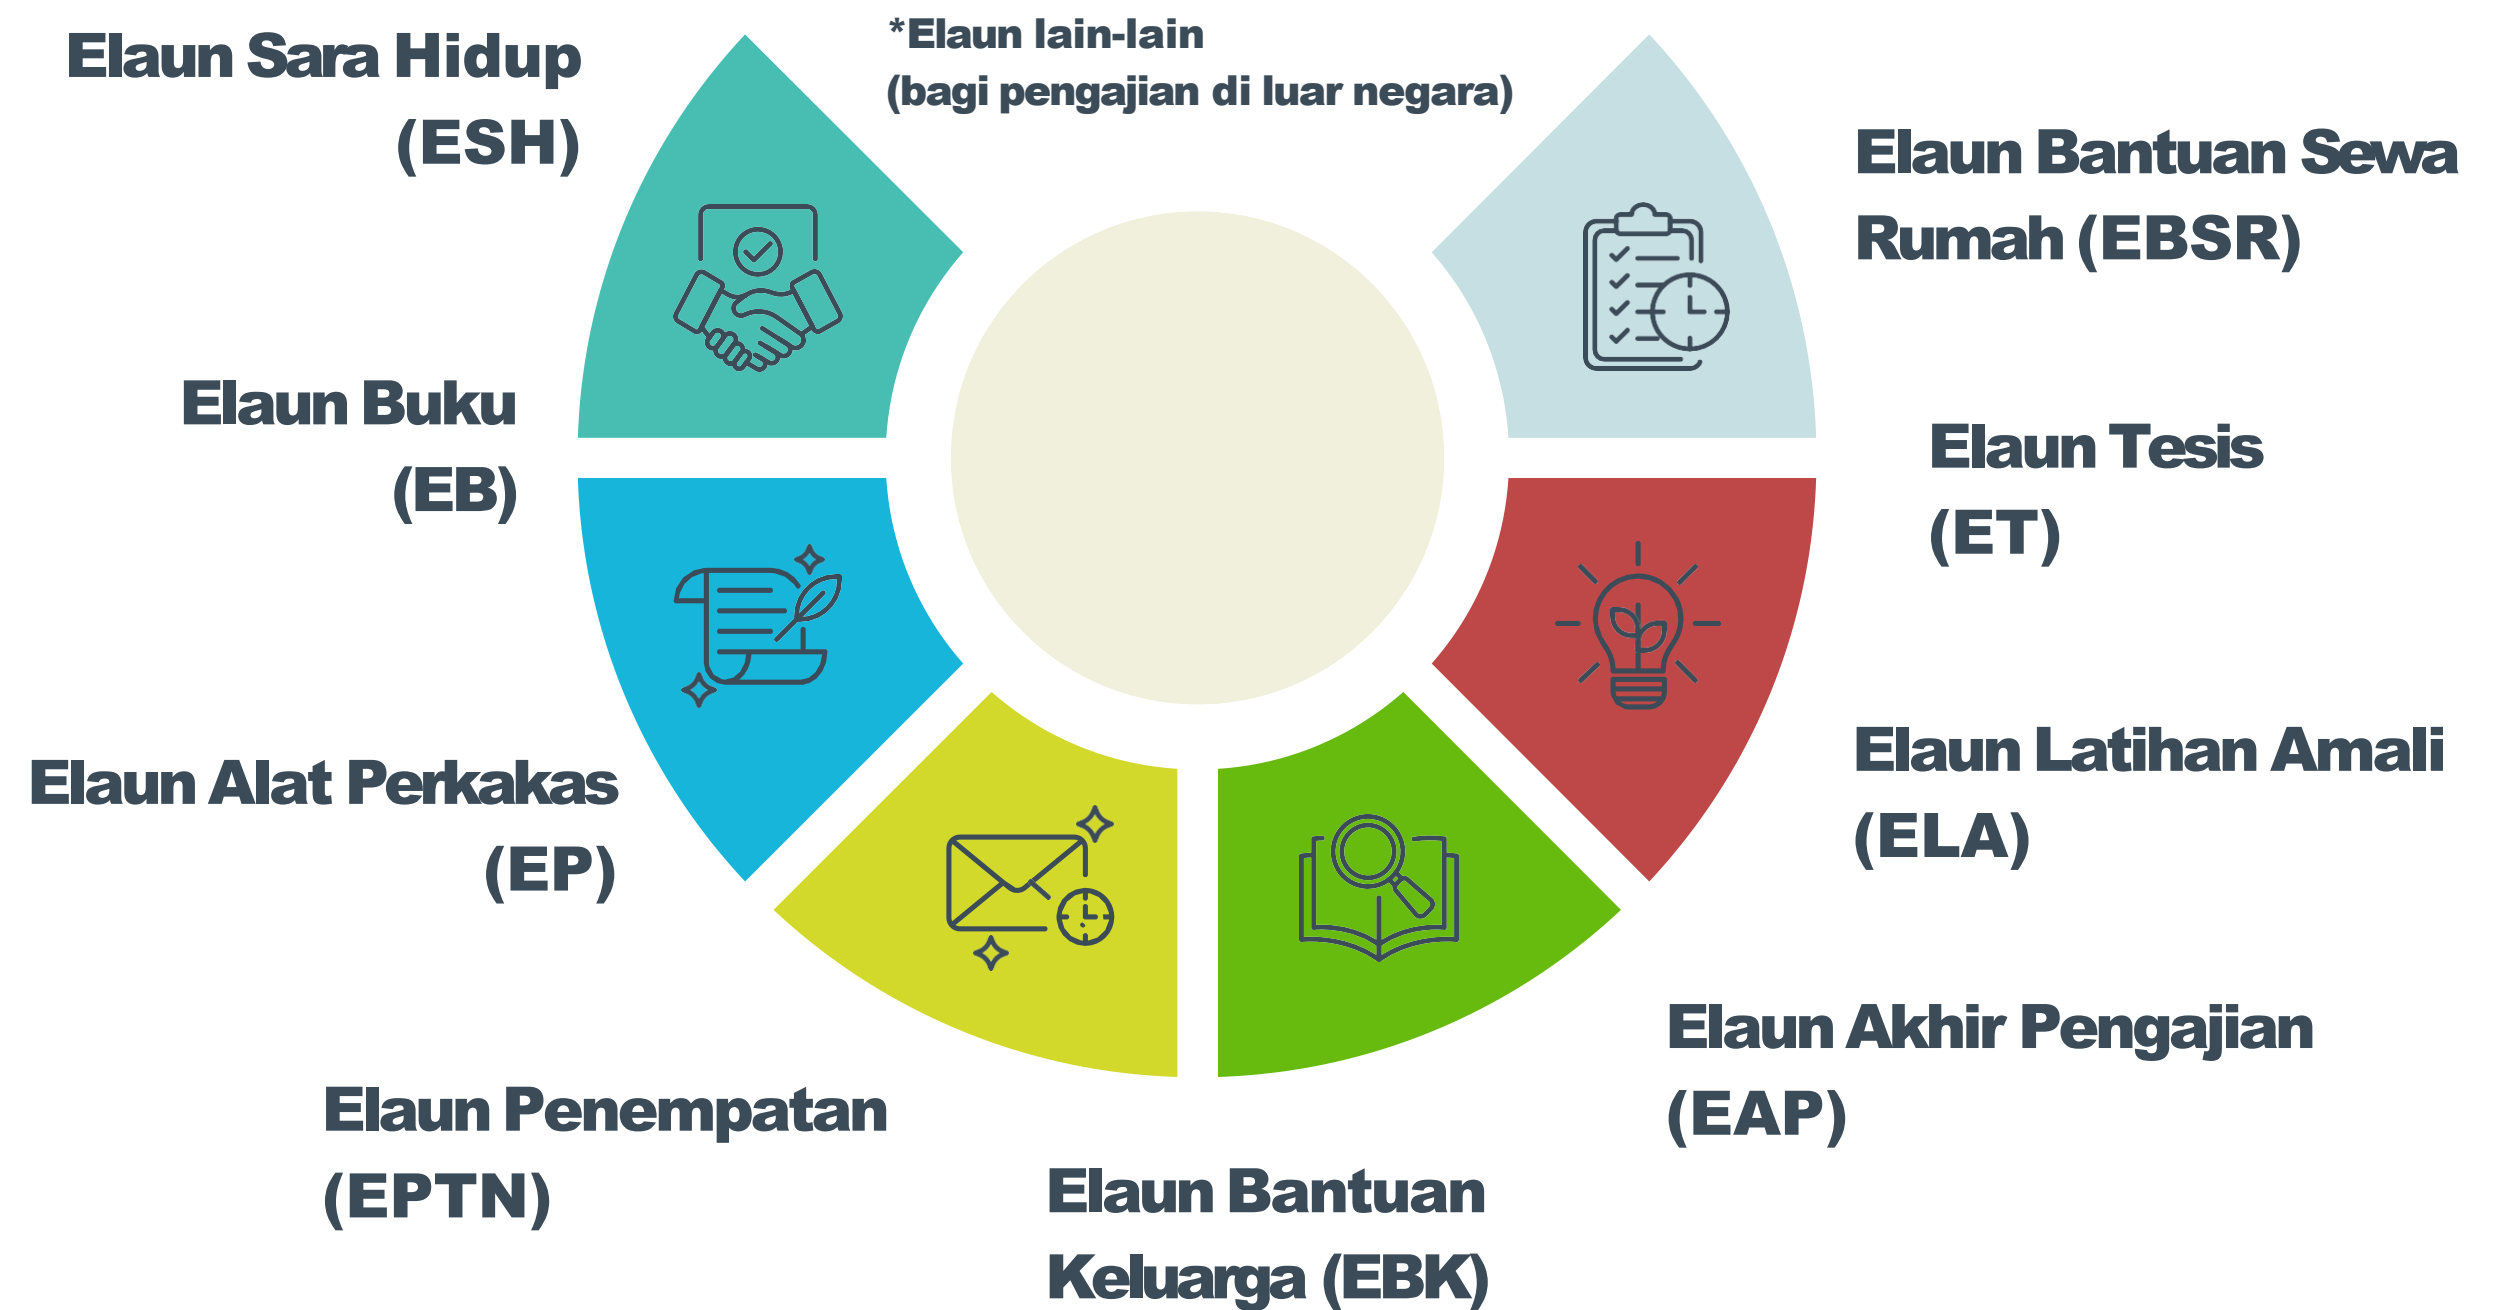 *Elaun lain-lain
(bagi pengajian di luar negara)
Elaun Sara Hidup
(ESH)
Elaun Buku
(EB)
Elaun Alat Perkakas
(EP)
Elaun Penempatan
(EPTN)
Elaun Bantuan
Keluarga (EBK)
Elaun Akhir Pengajian
(EAP)
Elaun Latihan Amali
(ELA)
Elaun Tesis
(ET)
Elaun Bantuan Sewa
Rumah (EBSR)